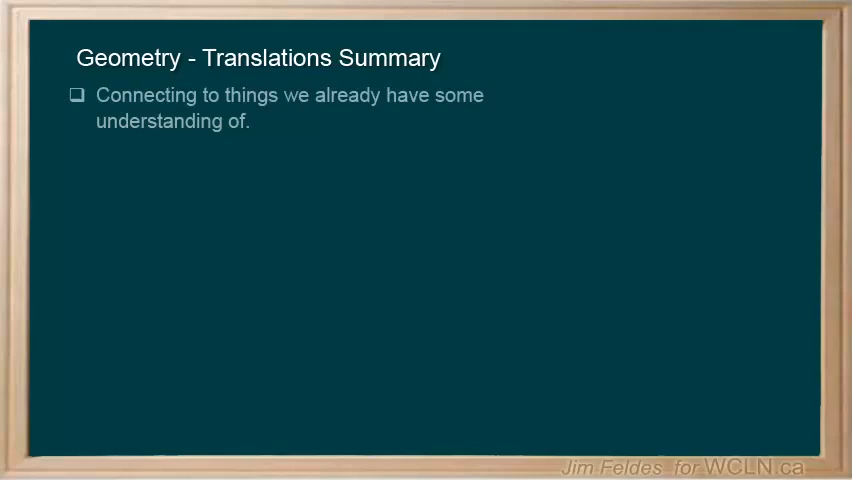 Geometry - Translations Summary
❑ Connecting to things we already have some
understanding of.
Jim Feldes for WCLN.ca